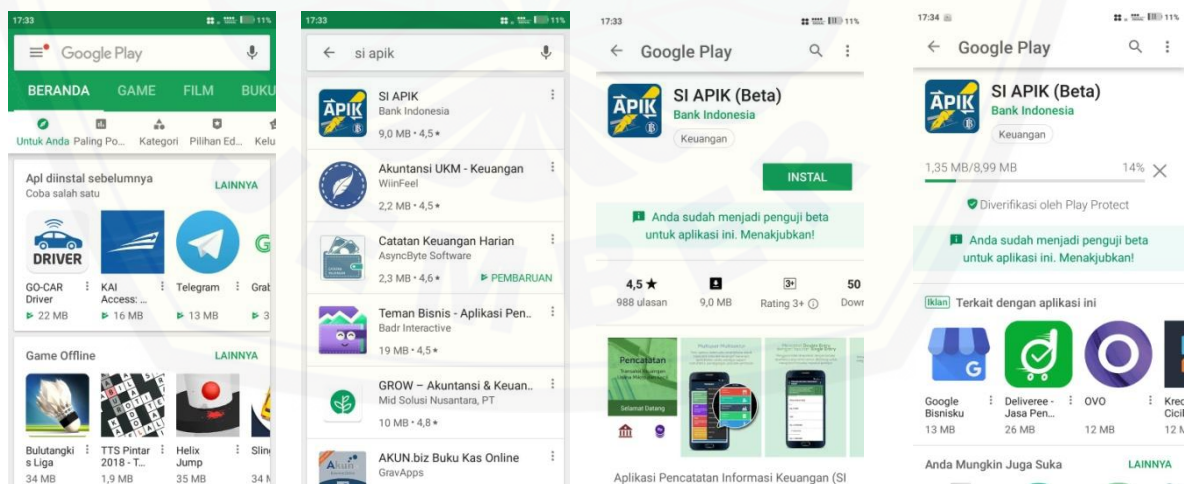 17:33
11%
Google Play
BERANDA GAME FILM BUKU
Untuk Anda Paling Po... Kategori Pilihan Ed... Kelu
Apl diinstal sebelumnya
Coba salah satu
LAINNYA
DRIVER
GO-CAR Driver
22 MB
KAI Access: ...
16 MB
Telegram
13 MB
Grab
3
Game Offline
LAINNYA
Bulutangkis Liga
34 MB
TTS Pintar 2018 - T...
1,9 MB
Helix Jump
35 MB
Sling
34 M
17:33
11%
si apik
APIK
SI APIK
Bank Indonesia
9,0 MB • 4,5★
Akuntansi UKM - Keuangan
WiinFeel
2,2 MB • 4,5★
Catatan Keuangan Harian
AsyncByte Software
2,3 MB • 4,6★
PEMBARUAN
Teman Bisnis - Aplikasi Pen..
Badr Interactive
19 MB • 4,5★
GROW – Akuntansi & Keuan..
Mid Solusi Nusantara, PT
10 MB • 4,8★
Akun
AKUN.biz Buku Kas Online
GravApps
17:33
11%
Google Play
APIK
SI APIK (Beta)
Bank Indonesia
Keuangan
INSTAL
Anda sudah menjadi penguji beta
untuk aplikasi ini. Menakjubkan!
4,5 ★
988 ulasan
9,0 MB
3+
Rating 3+
50
Down
Pencatatan
Selamat Datang
Aplikasi Pencatatan Informasi Keuangan (SI
17:34
11%
Google Play
APIK
SI APIK (Beta)
Bank Indonesia
Keuangan
1,35 MB/8,99 MB
14%
Diverifikasi oleh Play Protect
Anda sudah menjadi penguji beta
untuk aplikasi ini. Menakjubkan!
Iklan Terkait dengan aplikasi ini
Google
Bisnisku
13 MB
Deliveree -
Jasa Pen...
26 MB
OVO
12 MB
Kred
Cicil
12 M
Anda Mungkin Juga Suka
LAINNYA